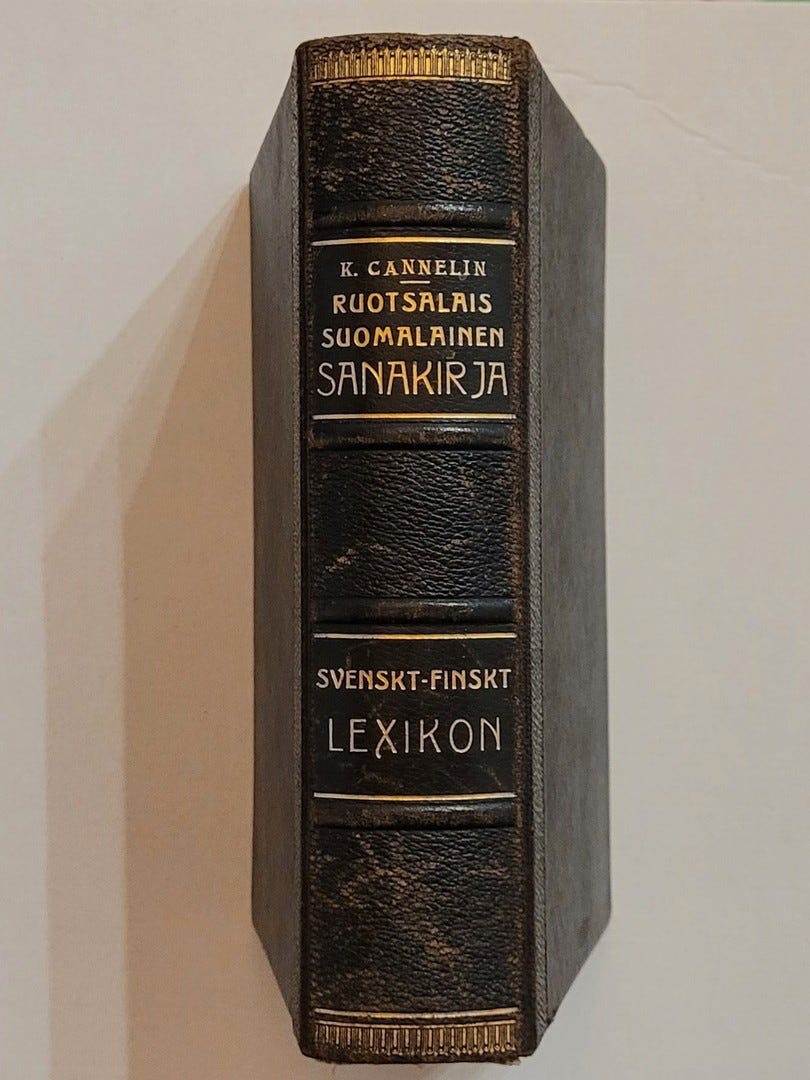 K. CANNELIN
RUOTSALAIS
SUOMALAINEN
SANAKIRJA
SVENSKT-FINSKT
LEXIKON